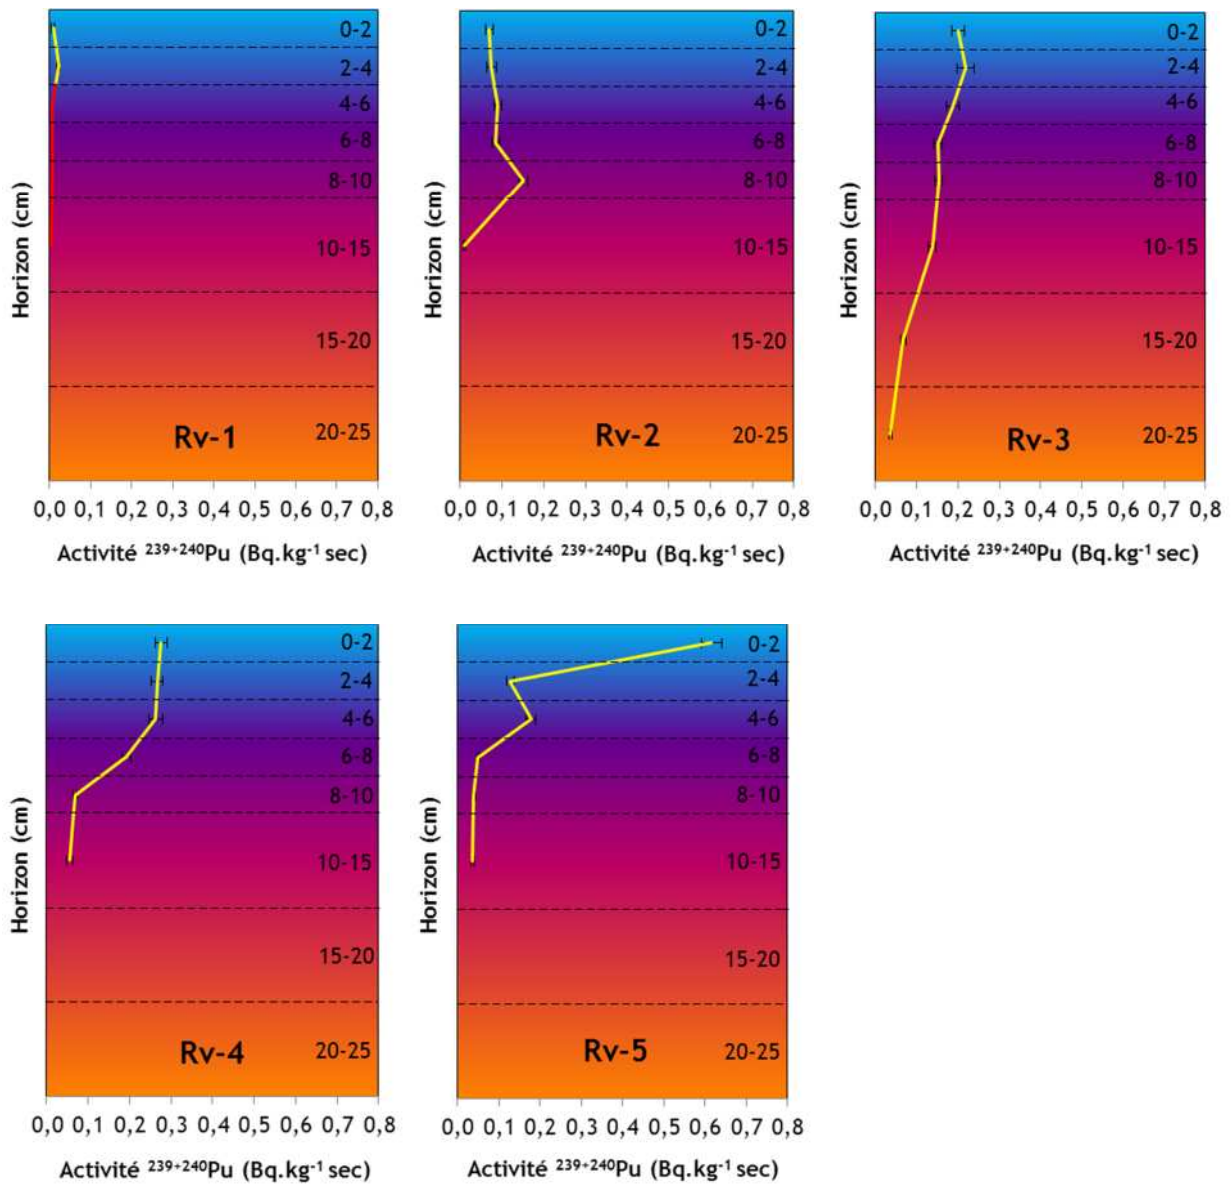 0-2
2-4
4-6
6-8
8-10
10-15
15-20
20-25
Rv-1
Horizon (cm)
0,0 0,1 0,2 0,3 0,4 0,5 0,6 0,7 0,8
Activité ²³⁹⁺²⁴⁰Pu (Bq.kg⁻¹ sec)
0-2
2-4
4-6
6-8
8-10
10-15
15-20
20-25
Rv-2
Horizon (cm)
0,0 0,1 0,2 0,3 0,4 0,5 0,6 0,7 0,8
Activité ²³⁹⁺²⁴⁰Pu (Bq.kg⁻¹ sec)
0-2
2-4
4-6
6-8
8-10
10-15
15-20
20-25
Rv-3
Horizon (cm)
0,0 0,1 0,2 0,3 0,4 0,5 0,6 0,7 0,8
Activité ²³⁹⁺²⁴⁰Pu (Bq.kg⁻¹ sec)
0-2
2-4
4-6
6-8
8-10
10-15
15-20
20-25
Rv-4
Horizon (cm)
0,0 0,1 0,2 0,3 0,4 0,5 0,6 0,7 0,8
Activité ²³⁹⁺²⁴⁰Pu (Bq.kg⁻¹ sec)
0-2
2-4
4-6
6-8
8-10
10-15
15-20
20-25
Rv-5
Horizon (cm)
0,0 0,1 0,2 0,3 0,4 0,5 0,6 0,7 0,8
Activité ²³⁹⁺²⁴⁰Pu (Bq.kg⁻¹ sec)